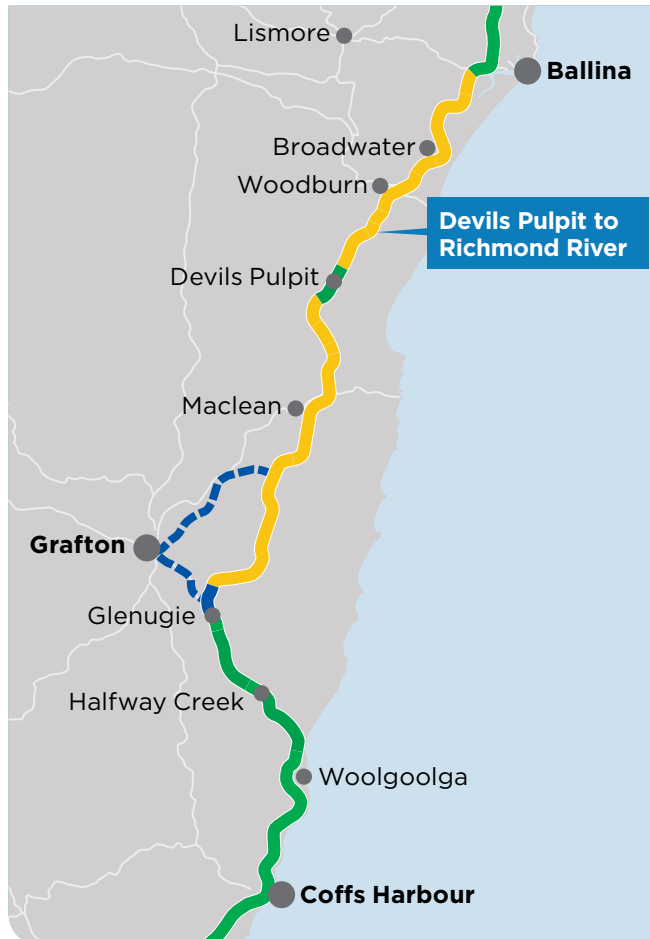 Lismore
Ballina
Broadwater
Woodburn
Devils Pulpit to
Richmond River
Devils Pulpit
Maclean
Grafton
Glenugie
Halfway Creek
Woolgoolga
Coffs Harbour